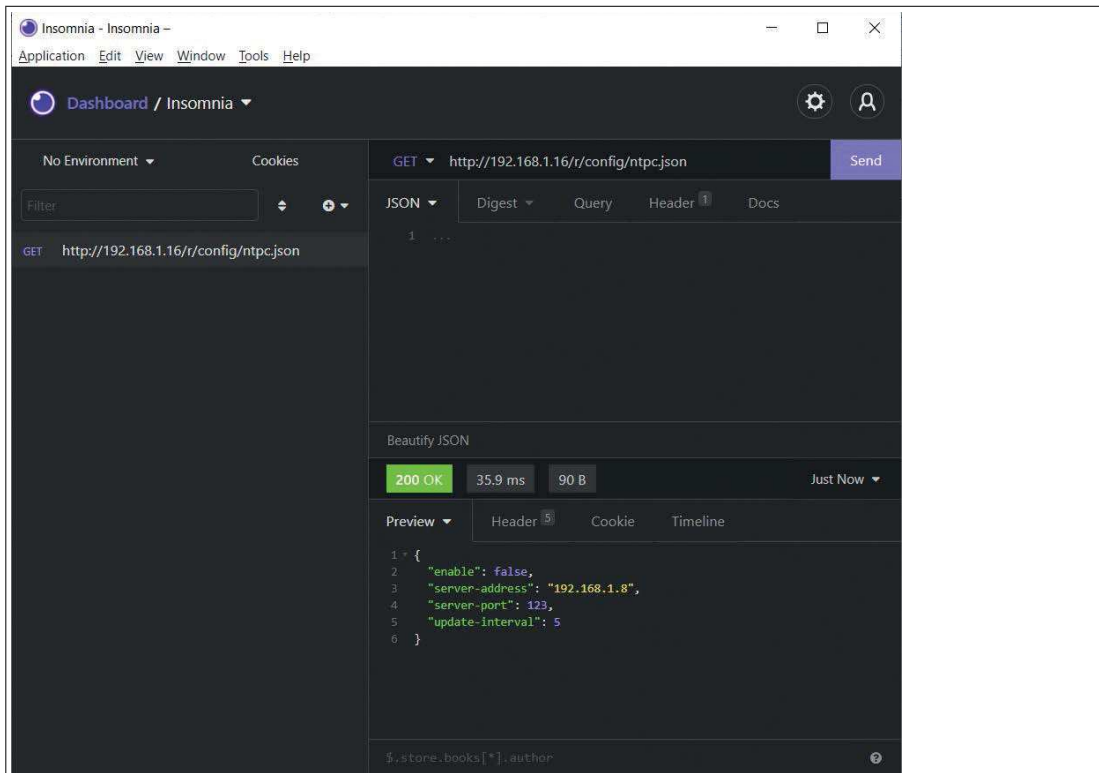 Insomnia - Insomnia –
Application Edit View Window Tools Help
Dashboard / Insomnia
No Environment Cookies
Filter
GET http://192.168.1.16/r/config/ntpc.json
GET http://192.168.1.16/r/config/ntpc.json Send
JSON Digest Query Header 1 Docs
1 ...
Beautify JSON
200 OK 35.9 ms 90 B Just Now
Preview Header 5 Cookie Timeline
1 {
2 "enable": false,
3 "server-address": "192.168.1.8",
4 "server-port": 123,
5 "update-interval": 5
6 }
$.store.books[*].author